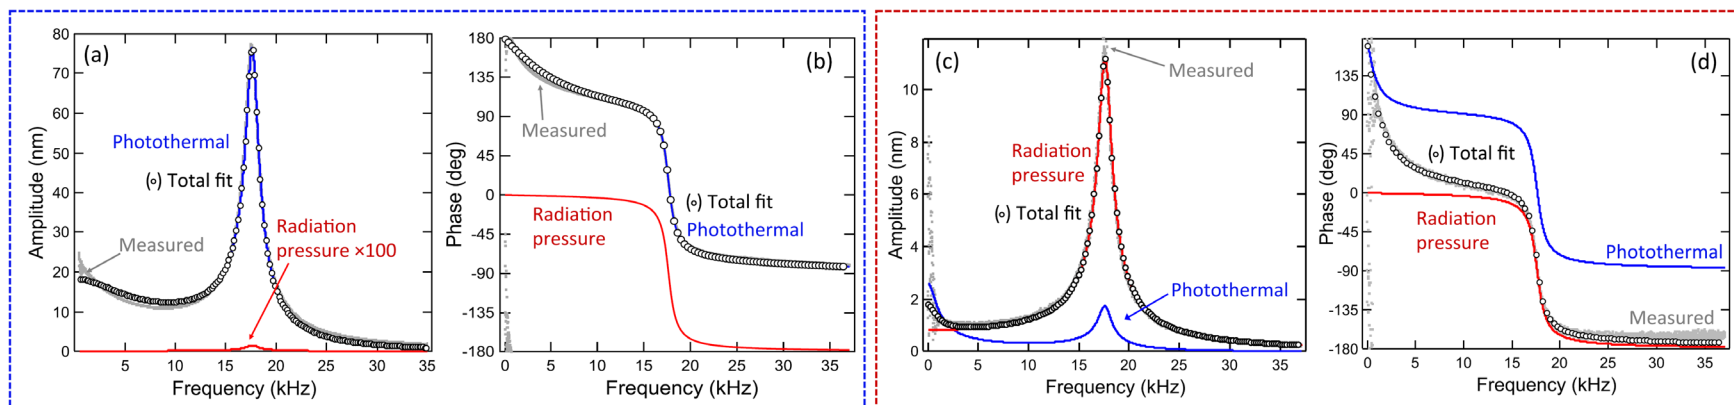 (a)
Amplitude (nm)
80
70
60
50
40
30
20
10
0
Photothermal
(o) Total fit
Measured
Radiation
pressure ×100
5 10 15 20 25 30 35
Frequency (kHz)
(b)
Phase (deg)
180
135
90
45
0
-45
-90
-135
-180
Measured
(o) Total fit
Photothermal
Radiation
pressure
0 5 10 15 20 25 30 35
Frequency (kHz)
(c)
Amplitude (nm)
10
8
6
4
2
0
Measured
Radiation
pressure
(o) Total fit
Photothermal
0 5 10 15 20 25 30 35
Frequency (kHz)
(d)
Phase (deg)
135
90
45
0
-45
-90
-135
-180
(o) Total fit
Radiation
pressure
Photothermal
Measured
0 5 10 15 20 25 30 35
Frequency (kHz)